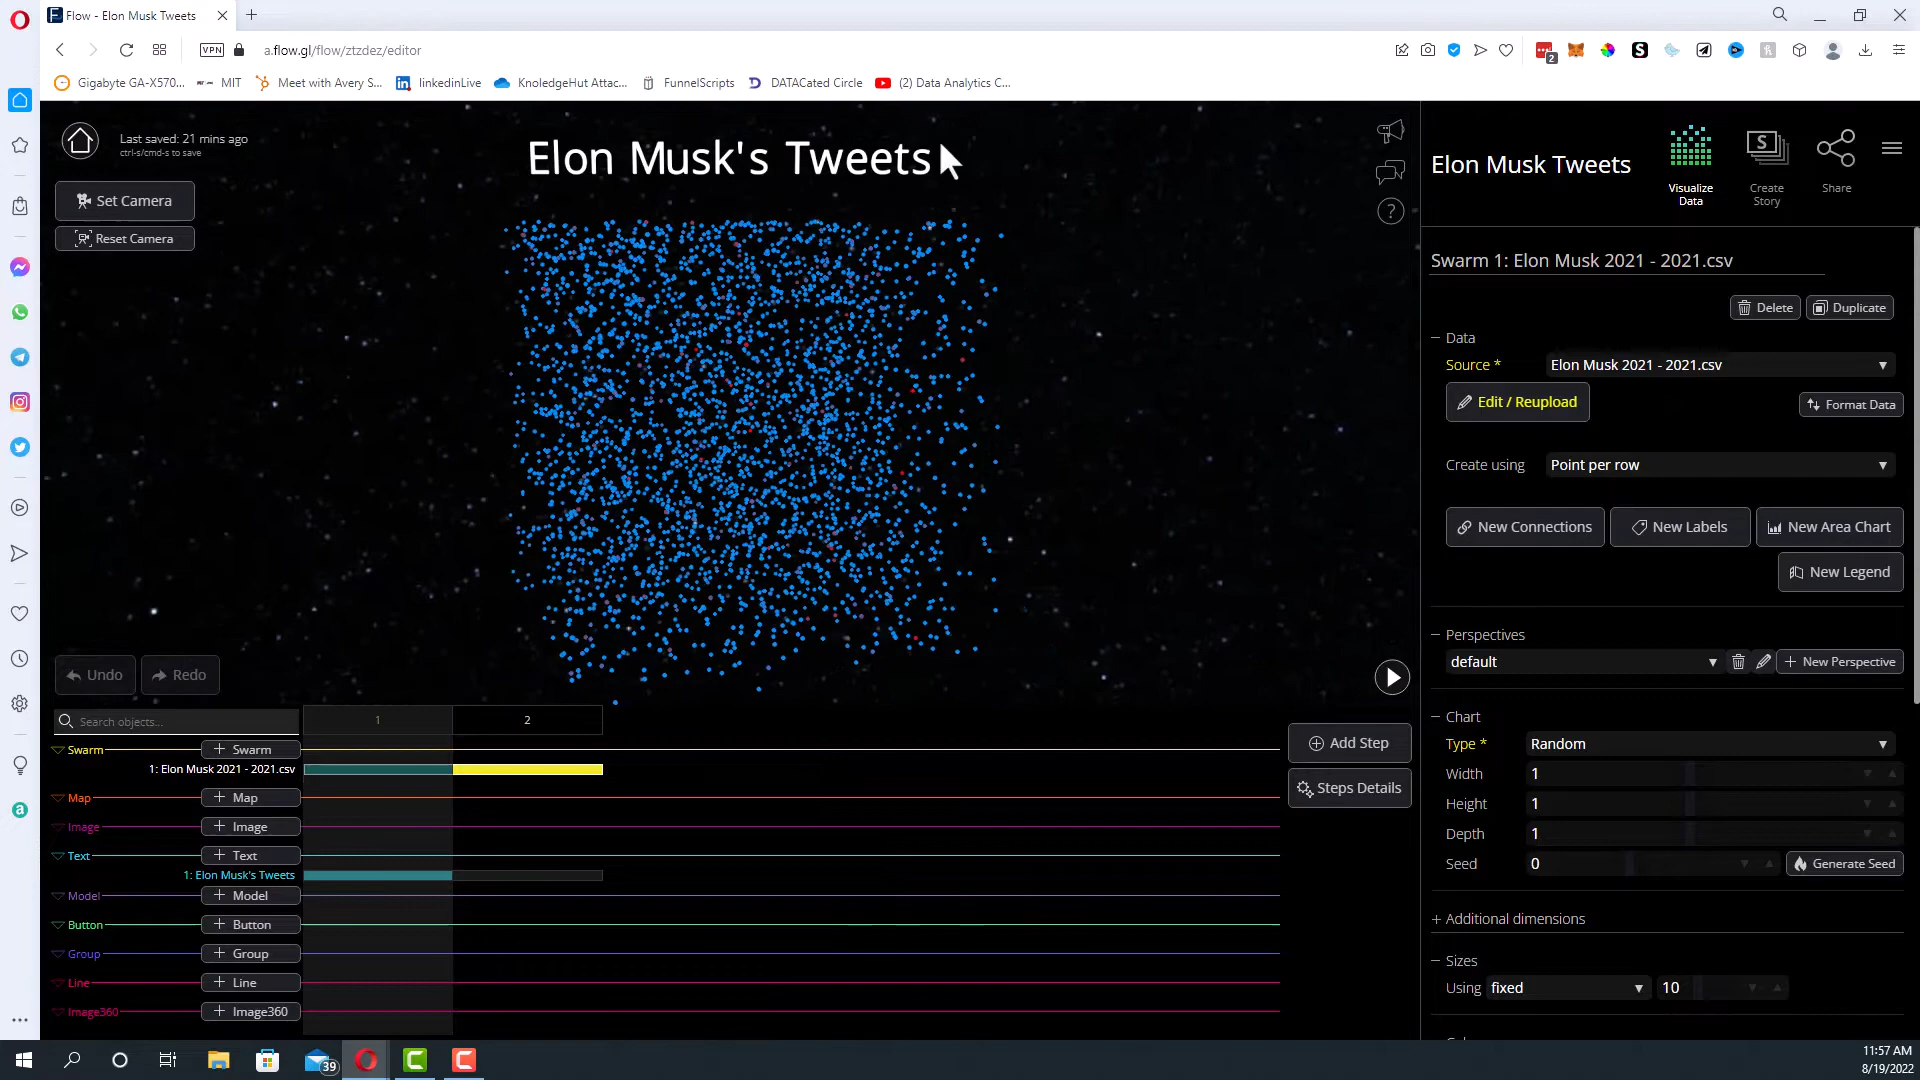 Flow - Elon Musk Tweets
VPN
a.flow.gl/flow/ztzdez/editor
2
Gigabyte GA-X570...
MIT
Meet with Avery S...
linkedinLive
KnoledgeHut Attac...
FunnelScripts
DATACated Circle
(2) Data Analytics C...
Last saved: 21 mins ago
ctrl-s/cmd-s to save
Set Camera
Reset Camera
Elon Musk's Tweets
Elon Musk Tweets
Visualize Data
Create Story
Share
Swarm 1: Elon Musk 2021 - 2021.csv
Delete
Duplicate
Data
Source *
Elon Musk 2021 - 2021.csv
Edit / Reupload
Format Data
Create using
Point per row
New Connections
New Labels
New Area Chart
New Legend
Perspectives
default
New Perspective
Chart
Type *
Random
Width
1
Height
1
Depth
1
Seed
0
Generate Seed
Additional dimensions
Sizes
Using
fixed
10
Undo
Redo
Search objects...
1
2
Swarm
+ Swarm
1: Elon Musk 2021 - 2021.csv
Map
+ Map
Image
+ Image
Text
+ Text
1: Elon Musk's Tweets
Model
+ Model
Button
+ Button
Group
+ Group
Line
+ Line
Image360
+ Image360
Add Step
Steps Details
39
11:57 AM
8/19/2022